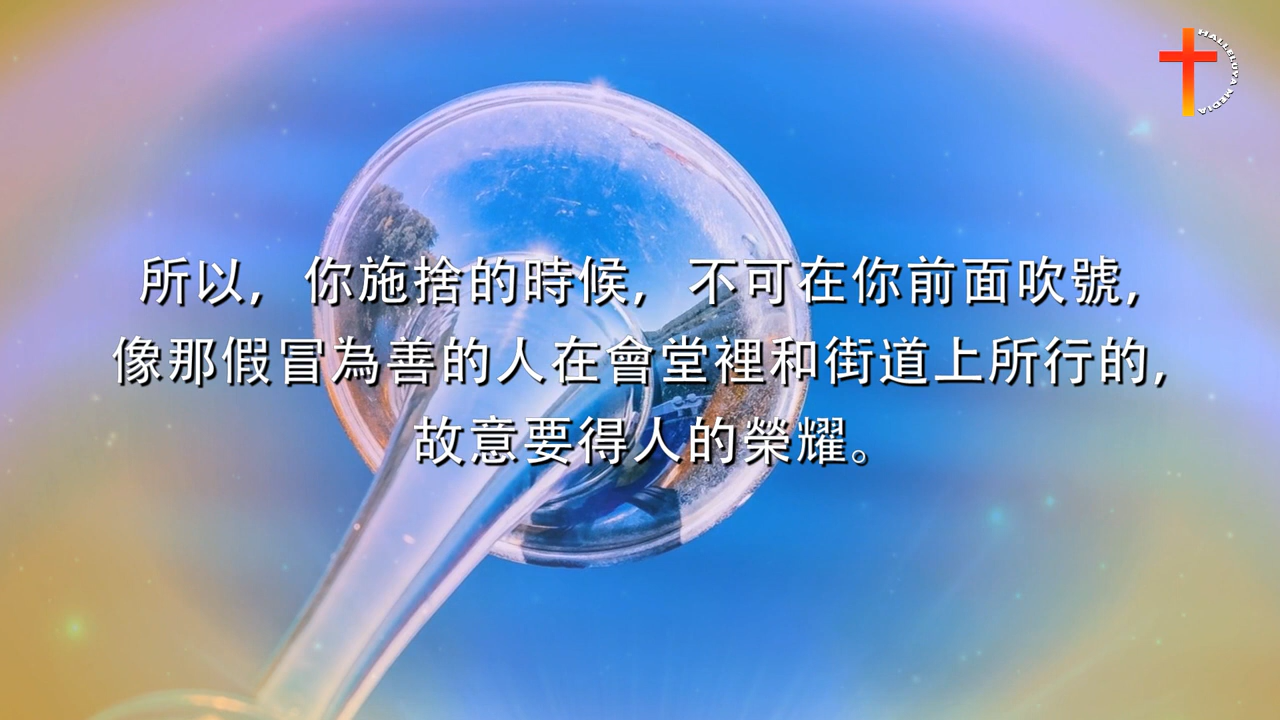 HALLELUYA MEDIA
所以，你施捨的時候，不可在你前面吹號，
像那假冒為善的人在會堂裡和街道上所行的，
故意要得人的榮耀。